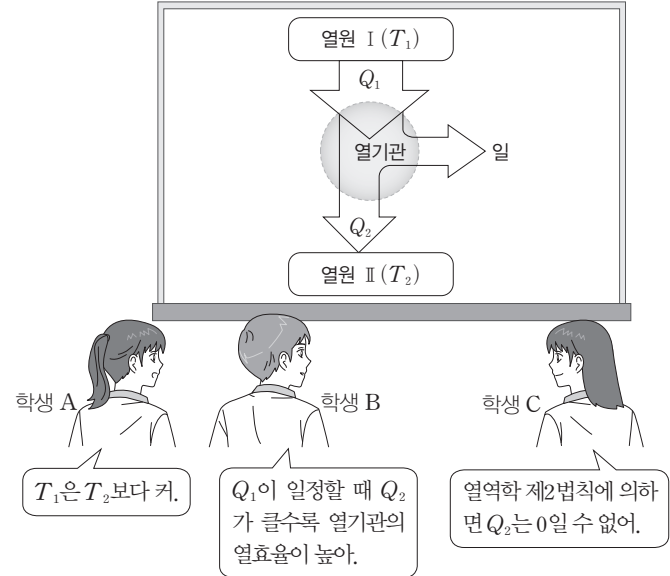 열원 Ⅰ(T₁)
Q₁
열기관
일
Q₂
열원 Ⅱ(T₂)
학생 A
학생 B
학생 C
T₁은 T₂보다 커.
Q₁이 일정할 때 Q₂
가 클수록 열기관의
열효율이 높아.
열역학 제2법칙에 의하
면 Q₂는 0일 수 없어.